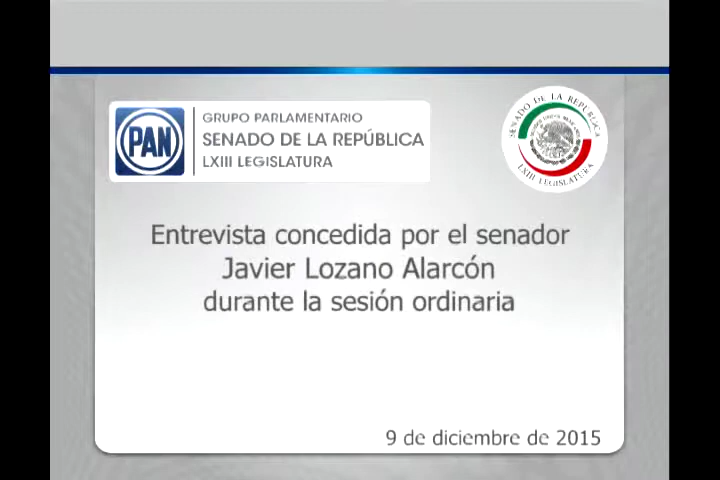 PAN
GRUPO PARLAMENTARIO
SENADO DE LA REPÚBLICA
LXIII LEGISLATURA
SENADO DE LA REPÚBLICA
LXIII LEGISLATURA
Entrevista concedida por el senador
Javier Lozano Alarcón
durante la sesión ordinaria
9 de diciembre de 2015